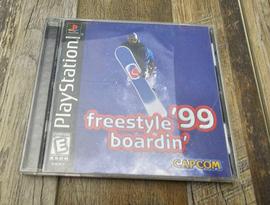 PlayStation
freestyle '99
boardin'
E
CAPCOM